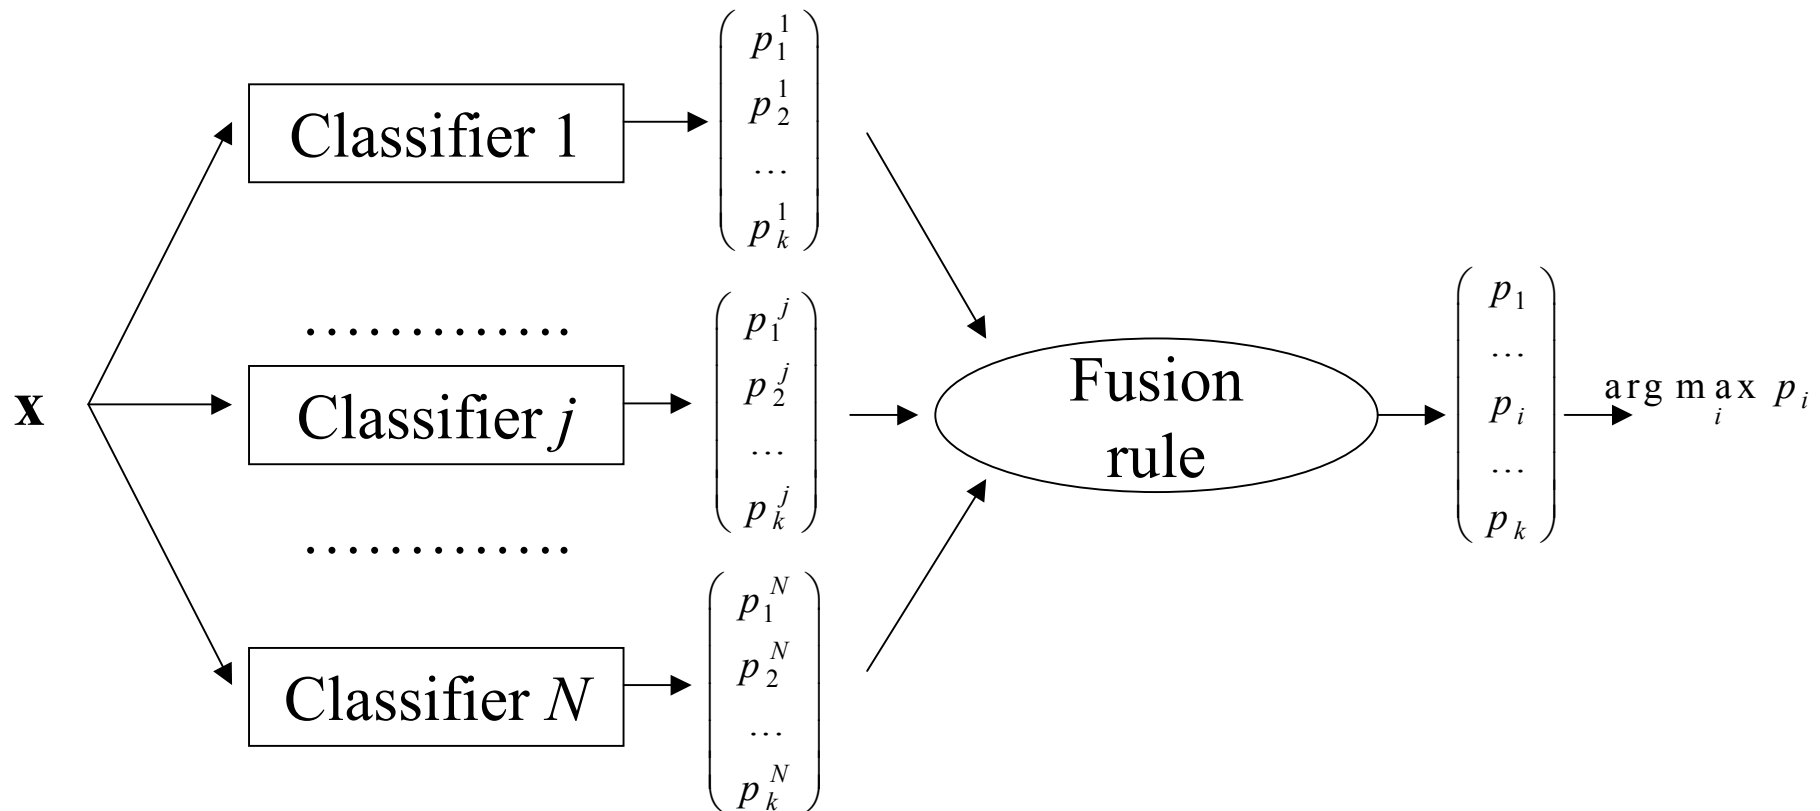 x
Classifier 1
p_1^1
p_2^1
…
p_k^1
.............
Classifier j
p_1^j
p_2^j
…
p_k^j
.............
Classifier N
p_1^N
p_2^N
…
p_k^N
Fusion
rule
p_1
…
p_i
…
p_k
arg max p_i
i